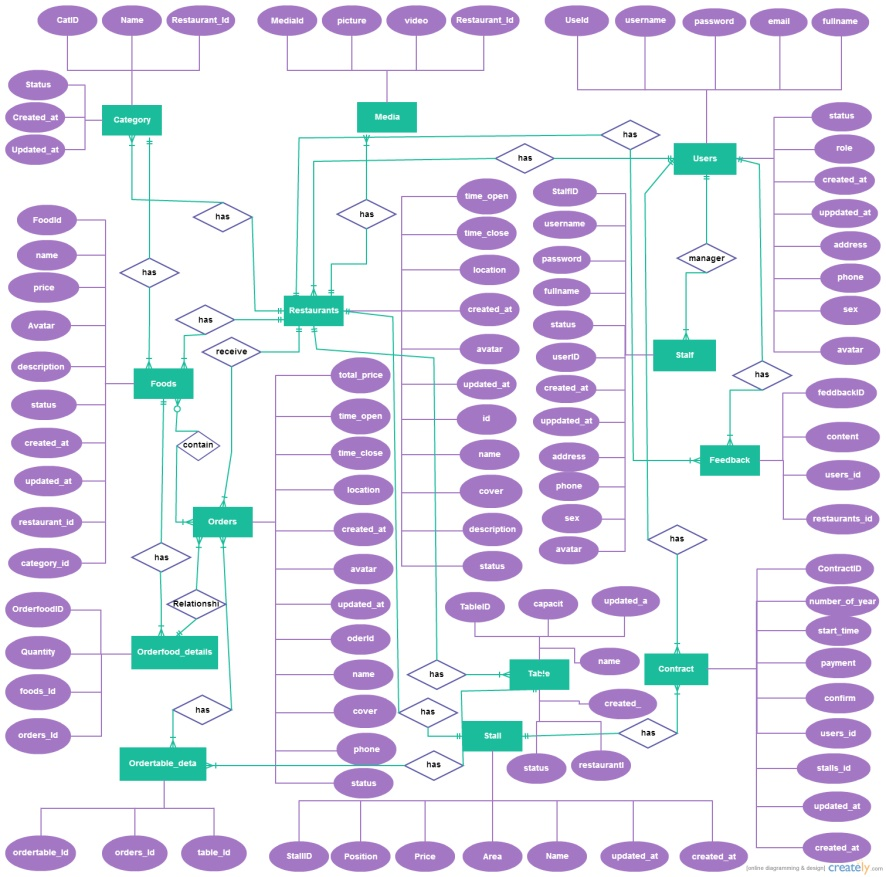 CatID
Name
Restaurant_Id
MediaId
picture
video
Restaurant_Id
UseId
username
password
email
fullname
Status
Created_at
Updated_at
Category
Media
has
has
Users
status
role
created_at
uppdated_at
address
phone
sex
avatar
has
has
has
manager
FoodId
name
price
Avatar
description
status
created_at
updated_at
restaurant_id
category_id
time_open
time_close
location
created_at
avatar
updated_at
id
name
cover
description
status
StalfID
username
password
fullname
status
userID
created_at
uppdated_at
address
phone
sex
avatar
Restaurants
has
receive
Stalf
has
Foods
contain
Orders
Feedback
feddbackID
content
users_id
restaurants_id
total_price
time_open
time_close
location
created_at
avatar
updated_at
oderId
name
cover
phone
status
has
Relationshi
has
OrderfoodID
Quantity
foods_Id
orders_Id
Orderfood_details
TableID
capacit
updated_a
name
created_
status
restaurantI
has
Table
Contract
ContractID
number_of_year
start_time
payment
confirm
users_id
stalls_id
updated_at
created_at
has
has
Stall
has
Ordertable_deta
has
ordertable_Id
orders_Id
table_Id
StallID
Position
Price
Area
Name
updated_at
created_at
[online diagramming & design] creately.com